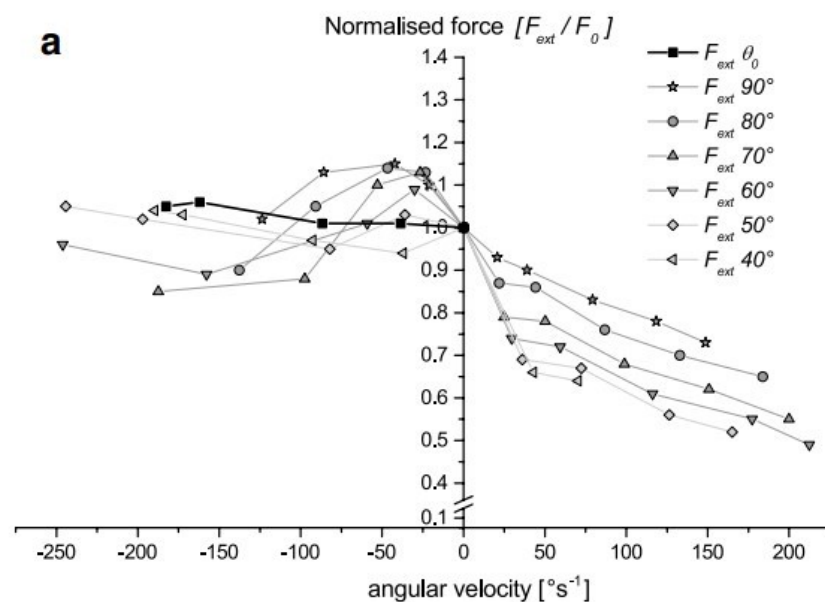 a
Normalised force [F_ext / F_0]
1.4
1.3
1.2
1.1
1.0
0.9
0.8
0.7
0.6
0.5
0.4
0.1
F_ext θ_0
F_ext 90°
F_ext 80°
F_ext 70°
F_ext 60°
F_ext 50°
F_ext 40°
-250 -200 -150 -100 -50 0 50 100 150 200
angular velocity [°s⁻¹]